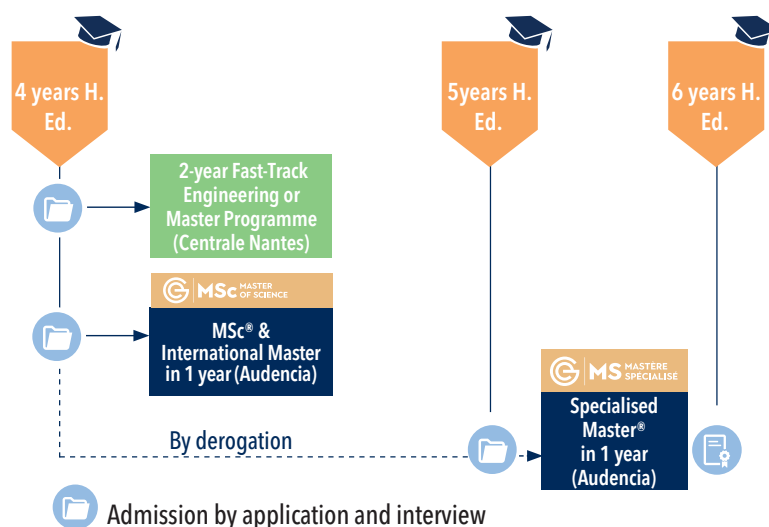 4 years H.
Ed.
5years H.
Ed.
6 years H.
Ed.
2-year Fast-Track
Engineering or
Master Programme
(Centrale Nantes)
MSc MASTER
OF SCIENCE
MSc® &
International Master
in 1 year (Audencia)
MS MASTÈRE
SPÉCIALISÉ
Specialised
Master®
in 1 year
(Audencia)
By derogation
Admission by application and interview